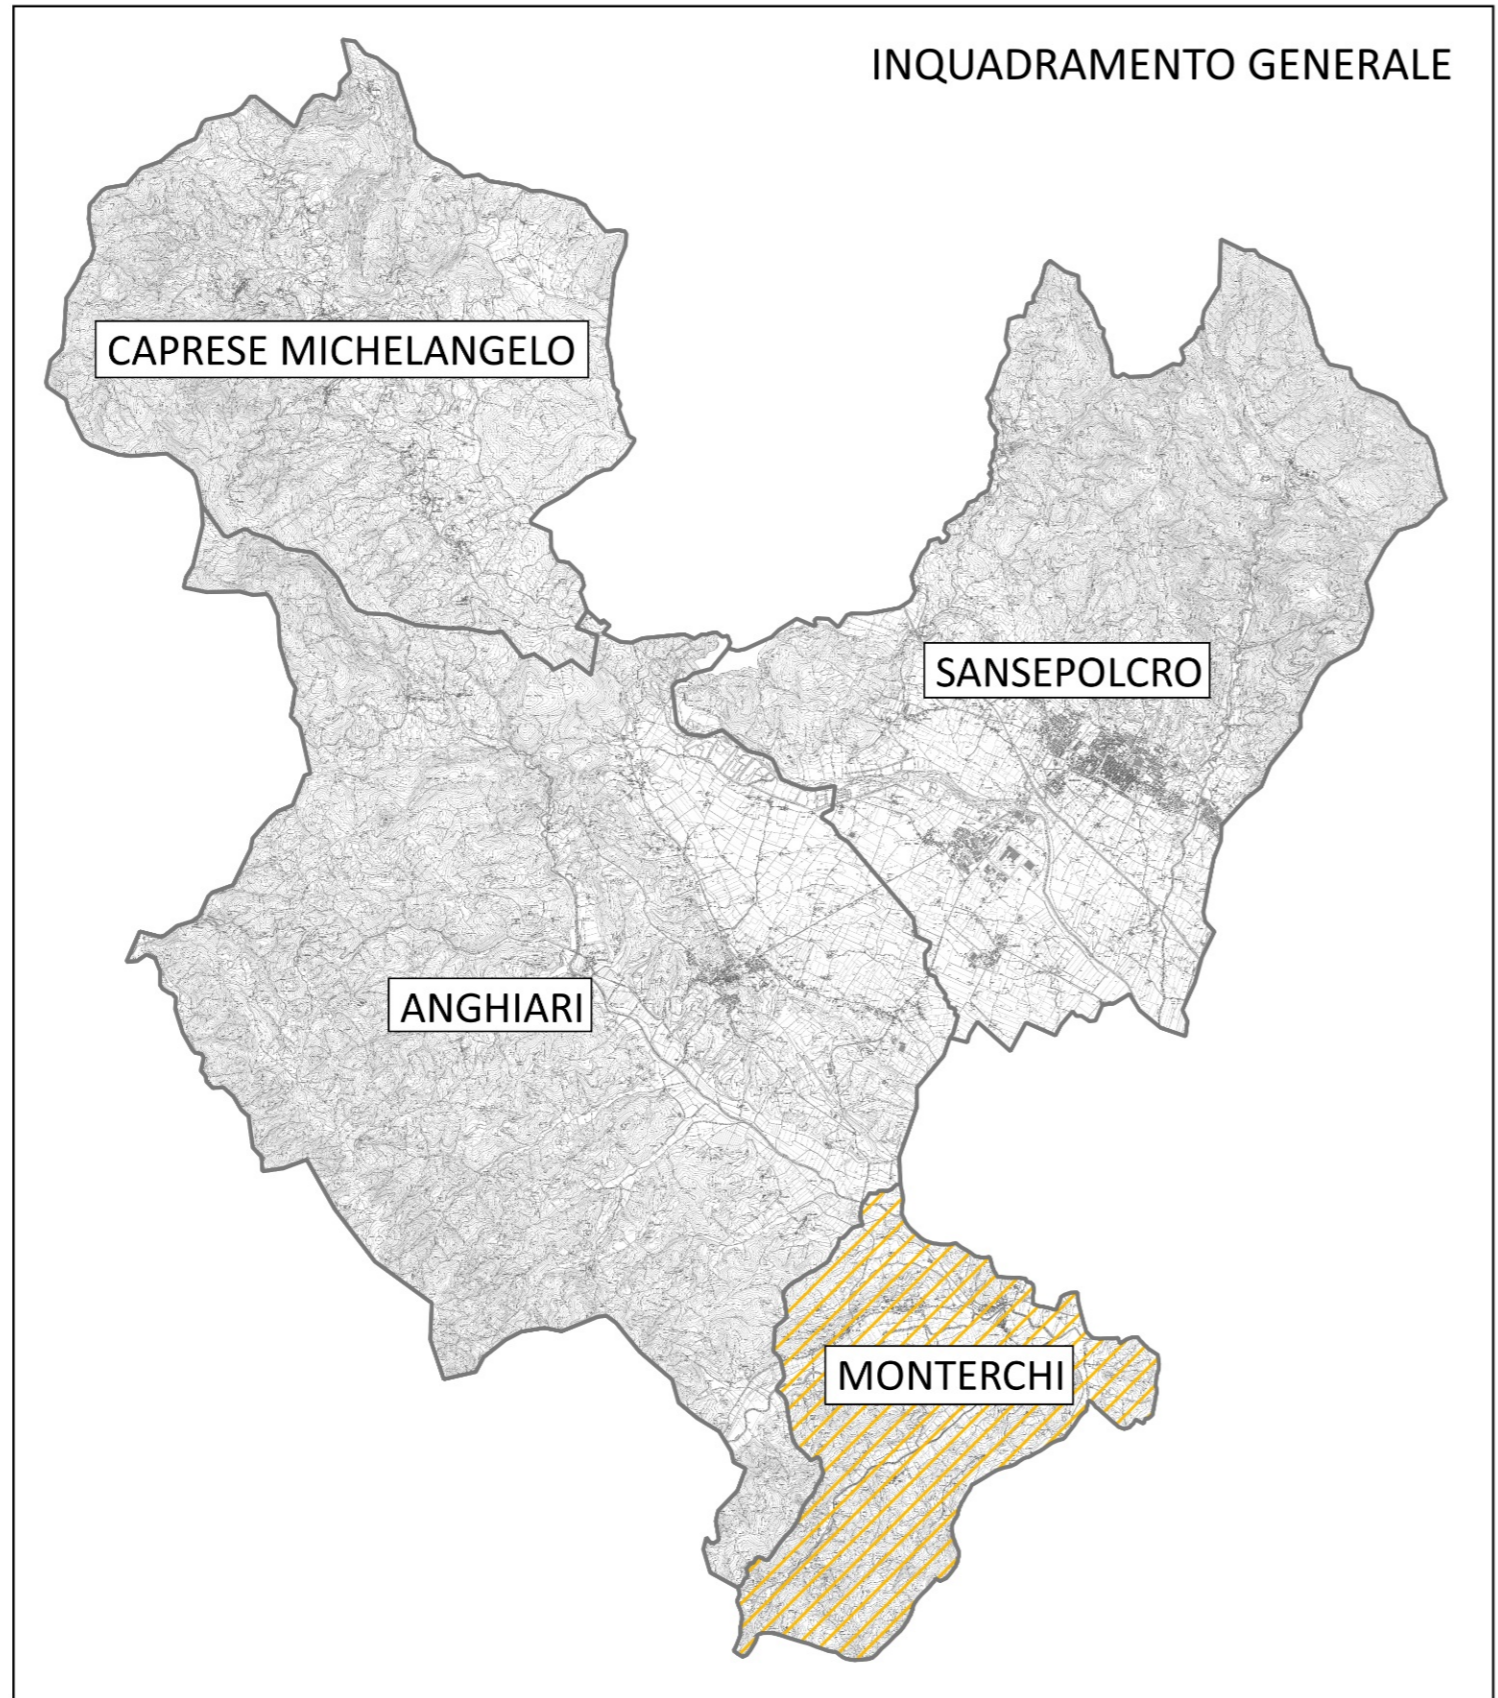 INQUADRAMENTO GENERALE
CAPRESE MICHELANGELO
SANSEPOLCRO
ANGHIARI
MONTERCHI